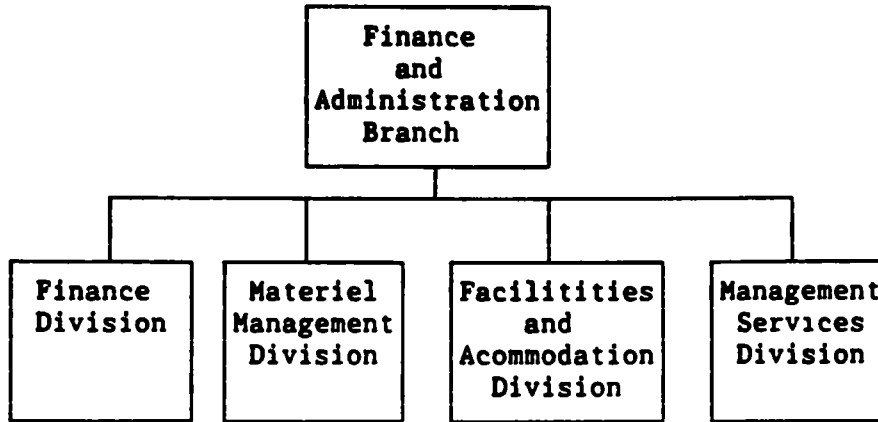 Finance
and
Administration
Branch
Finance
Division
Materiel
Management
Division
Facilitities
and
Acommodation
Division
Management
Services
Division